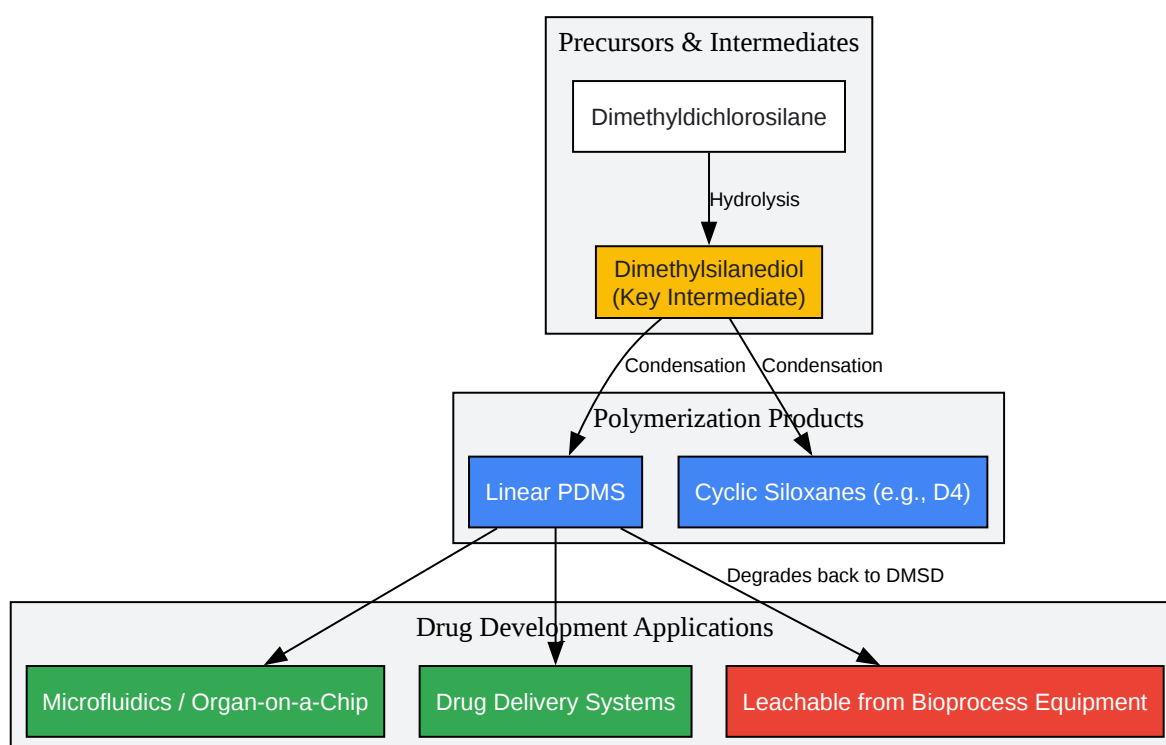 Precursors & Intermediates
Dimethyldichlorosilane
Hydrolysis
Dimethylsilanediol
(Key Intermediate)
Condensation
Condensation
Polymerization Products
Linear PDMS
Cyclic Siloxanes (e.g., D4)
Degrades back to DMSD
Drug Development Applications
Microfluidics / Organ-on-a-Chip
Drug Delivery Systems
Leachable from Bioprocess Equipment